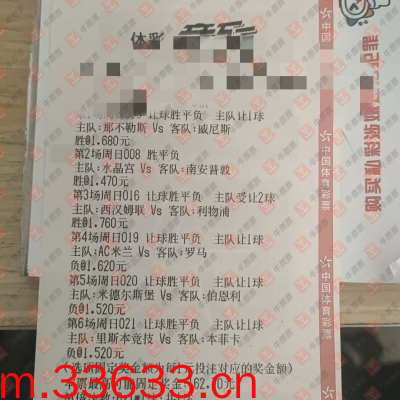 体彩
让球胜平负 主队让1球
主队:那不勒斯 Vs 客队:威尼斯
胜@1.680元
第2场周日008 胜平负
主队:水晶宫 Vs 客队:南安普敦
胜@1.470元
第3场周日016 让球胜平负 主队受让2球
主队:西汉姆联 Vs 客队:利物浦
胜@1.760元
第4场周日019 让球胜平负 主队让1球
主队:AC米兰 Vs 客队:罗马
负@1.620元
第5场周日020 让球胜平负 主队让1球
主队:米德尔斯堡 Vs 客队:伯恩利
负@1.520元
第6场周日021 让球胜平负 主队让1球
主队:里斯本竞技 Vs 客队:本菲卡
负@1.520元
中国体育彩票
中国体育彩票
m.33633.cn